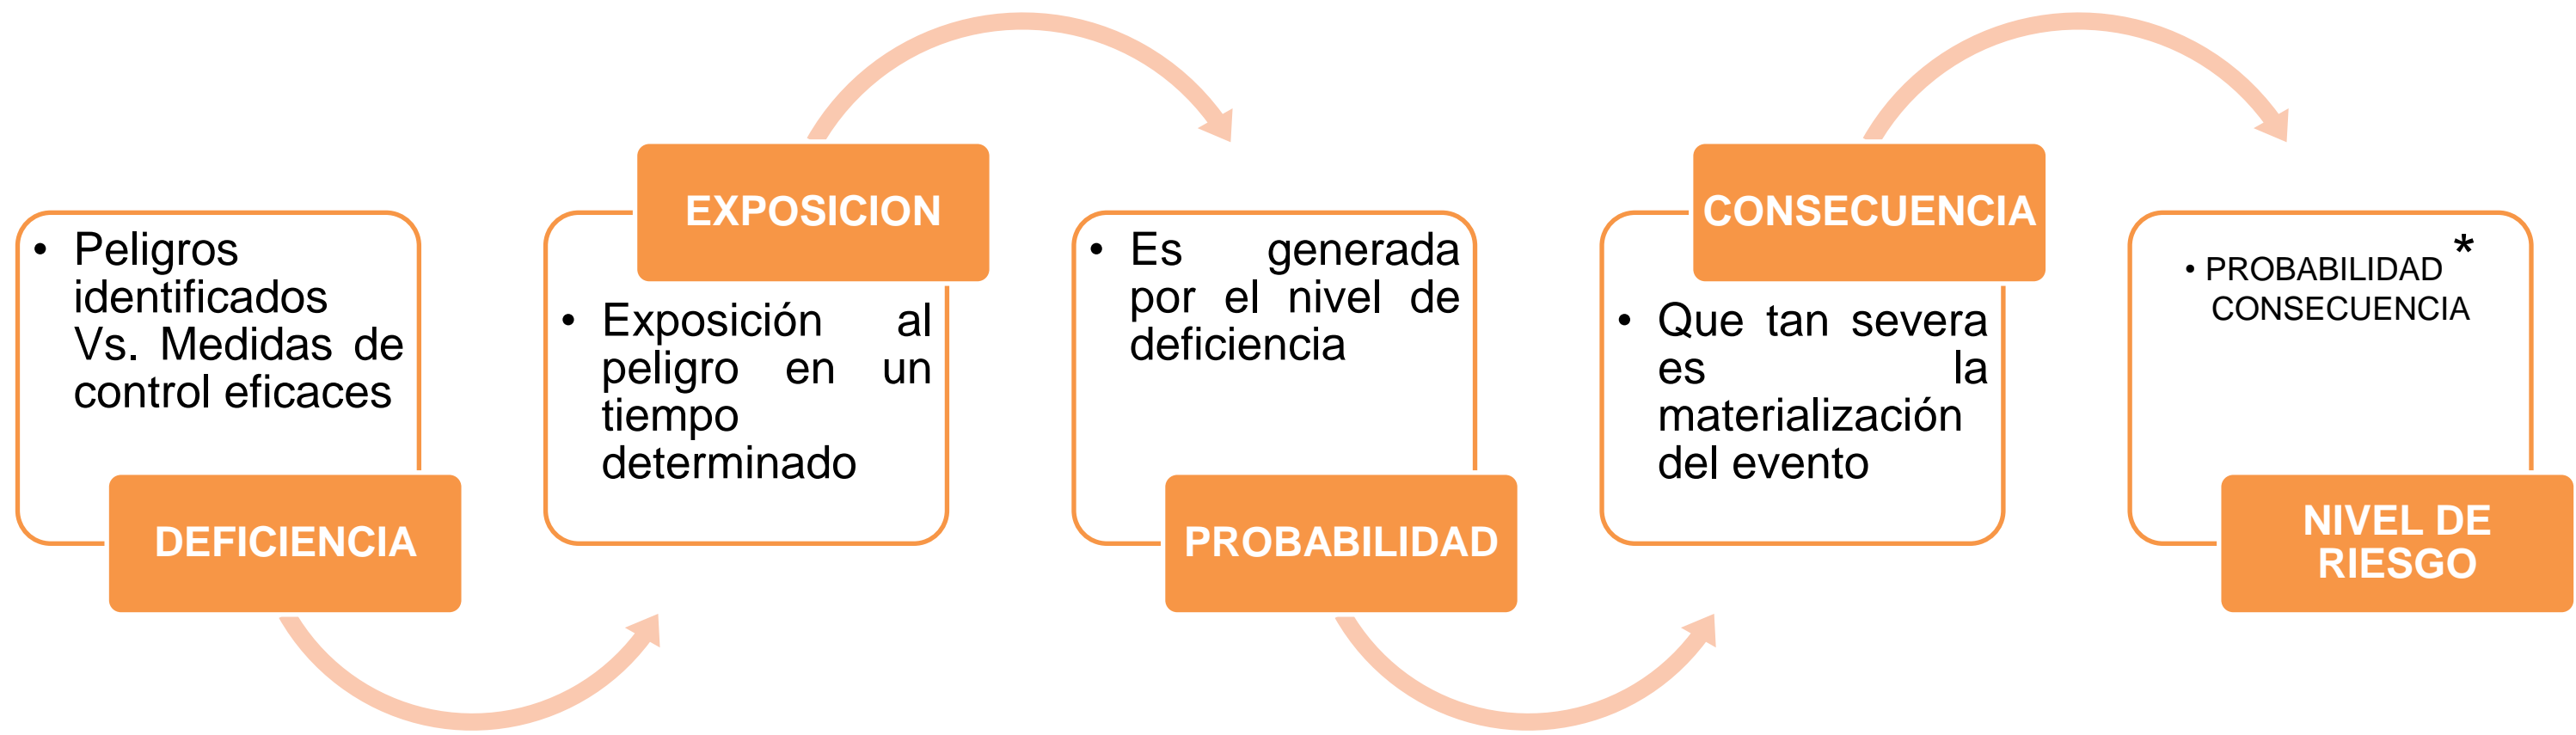 • Peligros
identificados
Vs. Medidas de
control eficaces
DEFICIENCIA
EXPOSICION
• Exposición al
peligro en un
tiempo
determinado
• Es generada
por el nivel de
deficiencia
PROBABILIDAD
CONSECUENCIA
• Que tan severa
es la
materialización
del evento
• PROBABILIDAD *
CONSECUENCIA
NIVEL DE
RIESGO